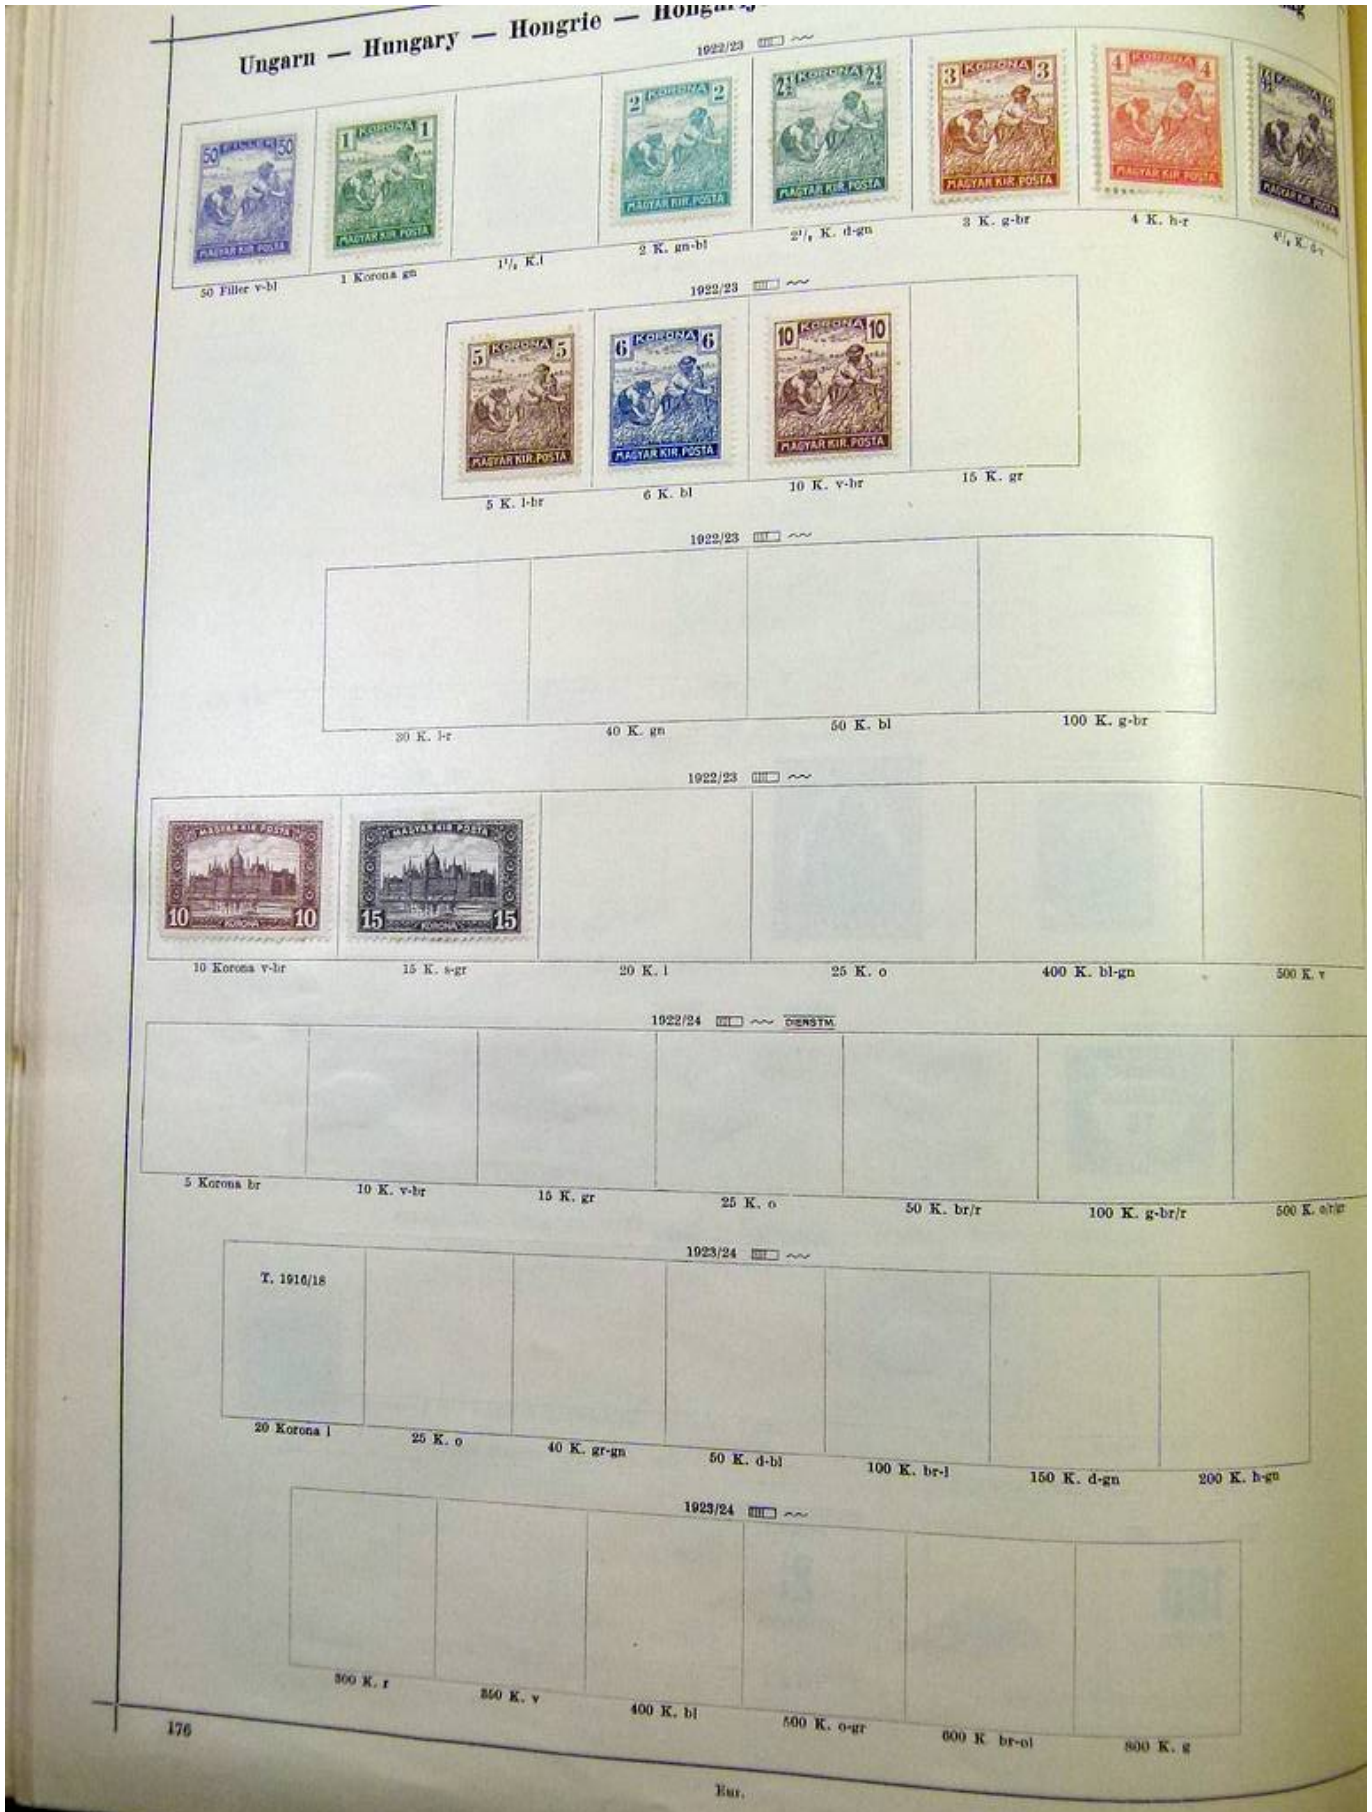 Ungarn — Hungary — Hongrie —
1922/23
50 FILLER 50
MAGYAR KIR. POSTA
1 KORONA 1
MAGYAR KIR. POSTA
2 KORONA 2
MAGYAR KIR. POSTA
2½ KORONA 2½
MAGYAR KIR. POSTA
3 KORONA 3
MAGYAR KIR. POSTA
4 KORONA 4
MAGYAR KIR. POSTA
4½ KORONA 4½
MAGYAR KIR. POSTA
50 Filler v-bl
1 Korona gn
1¹/₂ K.l
2 K. gn-bl
2¹/₂ K. d-gn
3 K. g-br
4 K. h-r
4¹/₂ K.
1922/23
5 KORONA 5
MAGYAR KIR. POSTA
6 KORONA 6
MAGYAR KIR. POSTA
10 KORONA 10
MAGYAR KIR. POSTA
5 K. l-br
6 K. bl
10 K. v-br
15 K. gr
1922/23
30 K. l-r
40 K. gn
50 K. bl
100 K. g-br
1922/23
MAGYAR KIR POSTA
10 KORONA 10
MAGYAR KIR POSTA
15 KORONA 15
10 Korona v-br
15 K. s-gr
20 K. l
25 K. o
400 K. bl-gn
500 K. v
1922/24 DIENSTM.
5 Korona br
10 K. v-br
15 K. gr
25 K. o
50 K. br/r
100 K. g-br/r
500 K. o/r/gr
1923/24
T. 1916/18
20 Korona l
25 K. o
40 K. gr-gn
50 K. d-bl
100 K. br-l
150 K. d-gn
200 K. h-gn
1923/24
300 K. r
350 K. v
400 K. bl
500 K. o-gr
600 K br-ol
800 K. g
176
Eur.